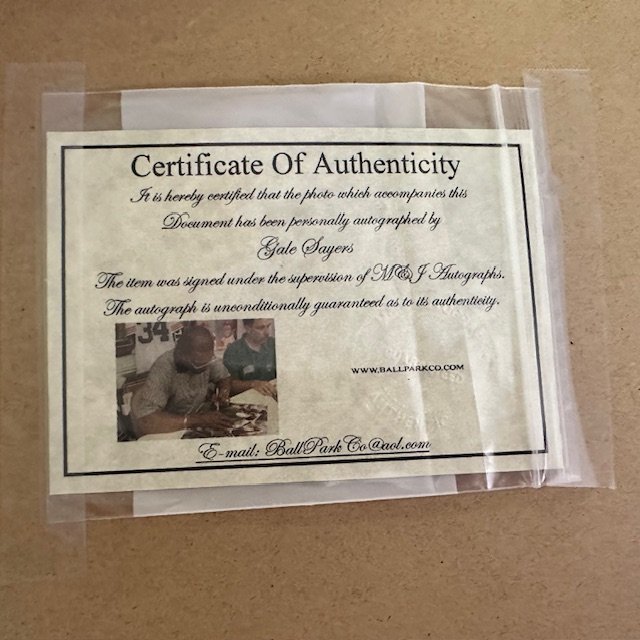 Certificate Of Authenticity
It is hereby certified that the photo which accompanies this
Document has been personally autographed by
Gale Sayers
The item was signed under the supervision of M&J Autographs.
The autograph is unconditionally guaranteed as to its authenticity.
34
WWW.BALLPARKCO.COM
E-mail: BallParkCo@aol.com